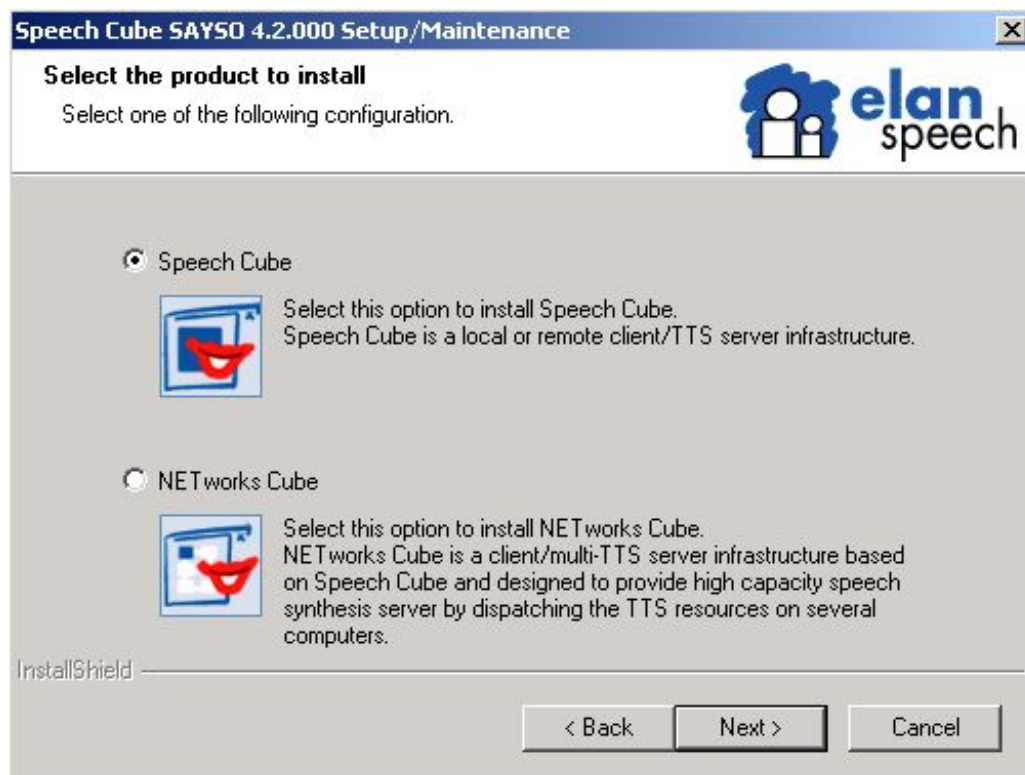 Speech Cube SAYSO 4.2.000 Setup/Maintenance
Select the product to install
Select one of the following configuration.
elan
speech
Speech Cube
Select this option to install Speech Cube.
Speech Cube is a local or remote client/TTS server infrastructure.
NETworks Cube
Select this option to install NETworks Cube.
NETworks Cube is a client/multi-TTS server infrastructure based
on Speech Cube and designed to provide high capacity speech
synthesis server by dispatching the TTS resources on several
computers.
InstallShield
< Back
Next >
Cancel